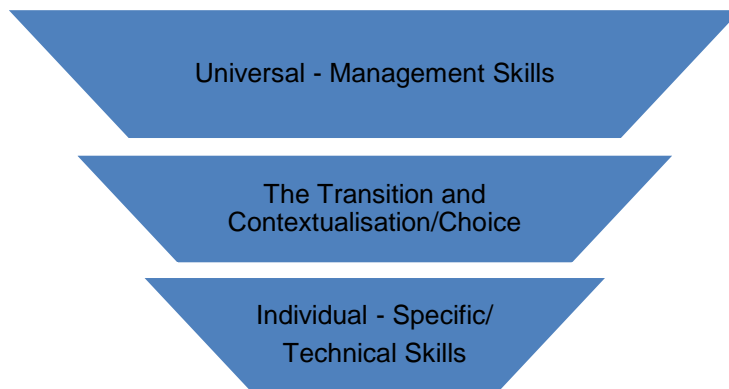 Universal - Management Skills
The Transition and
Contextualisation/Choice
Individual - Specific/
Technical Skills